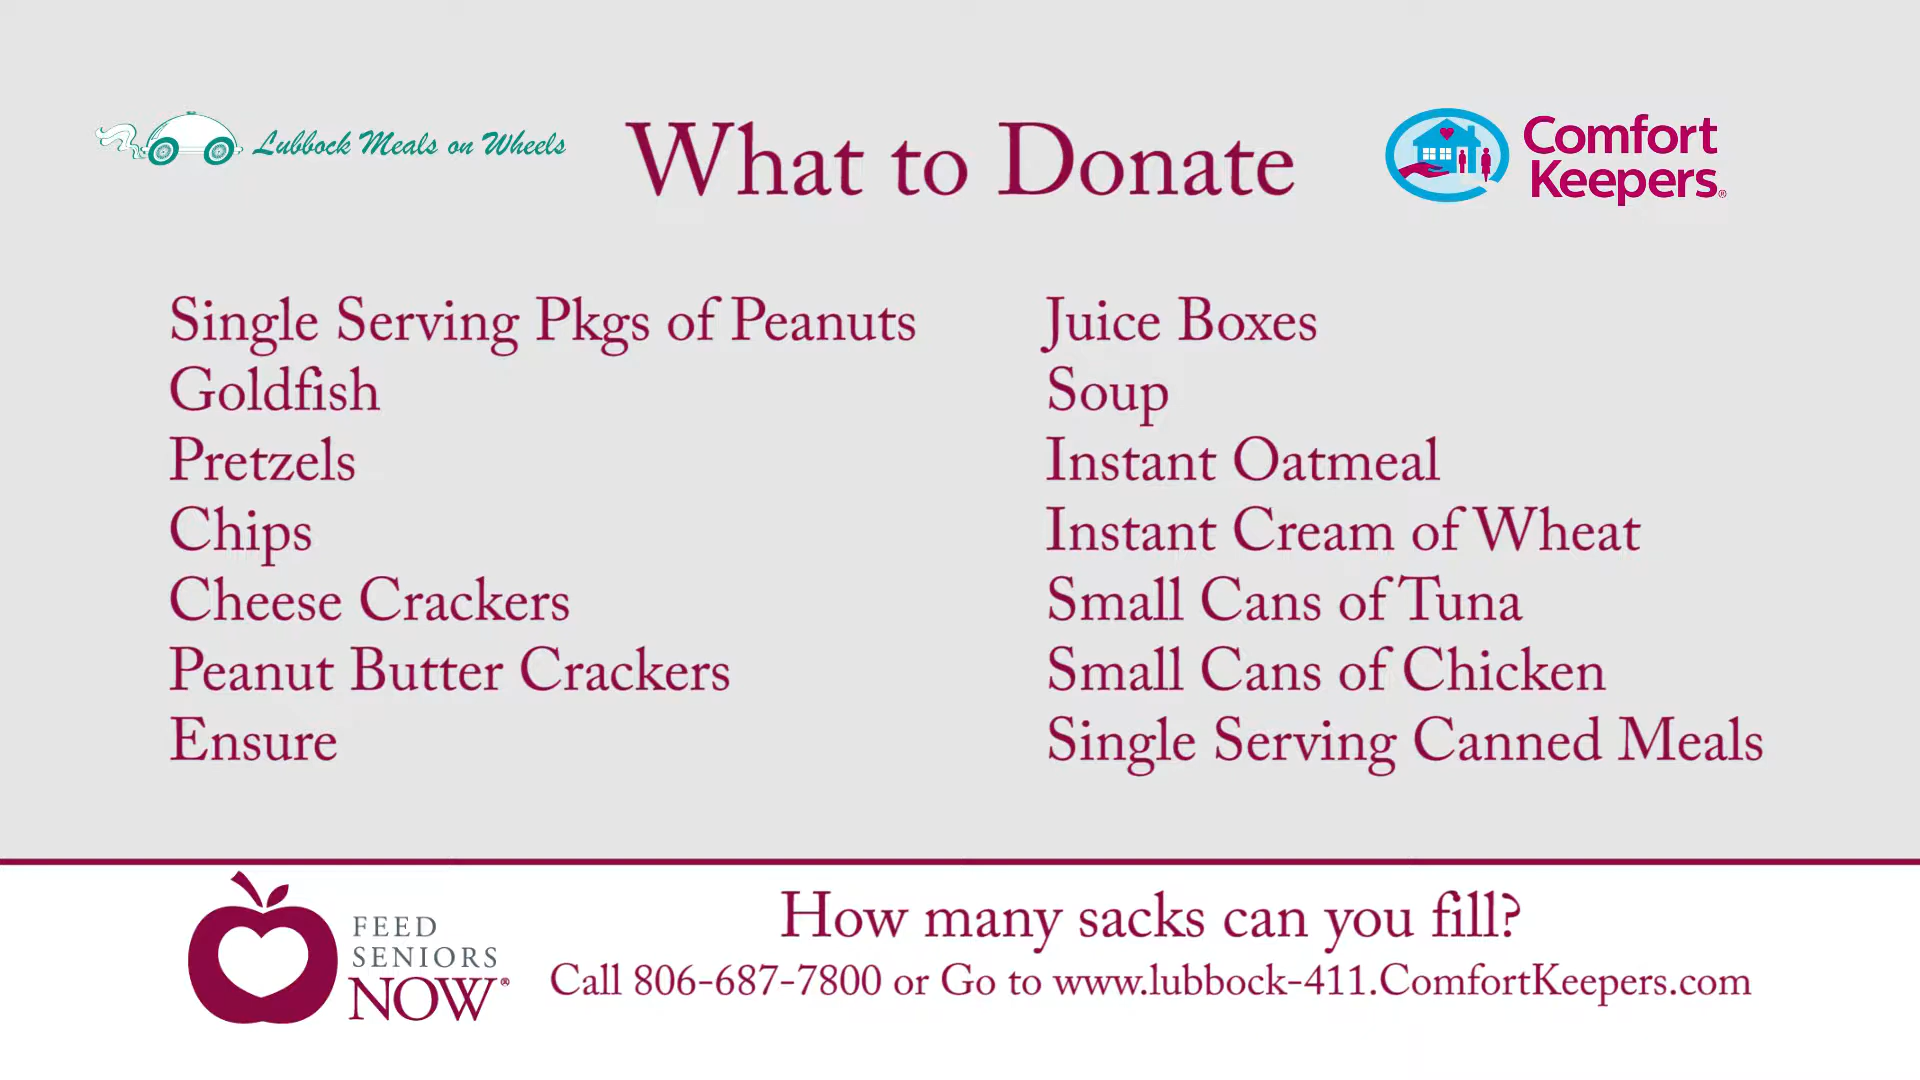 Lubbock Meals on Wheels
What to Donate
Comfort
Keepers®
Single Serving Pkgs of Peanuts
Goldfish
Pretzels
Chips
Cheese Crackers
Peanut Butter Crackers
Ensure
Juice Boxes
Soup
Instant Oatmeal
Instant Cream of Wheat
Small Cans of Tuna
Small Cans of Chicken
Single Serving Canned Meals
FEED
SENIORS
NOW®
How many sacks can you fill?
Call 806-687-7800 or Go to www.lubbock-411.ComfortKeepers.com